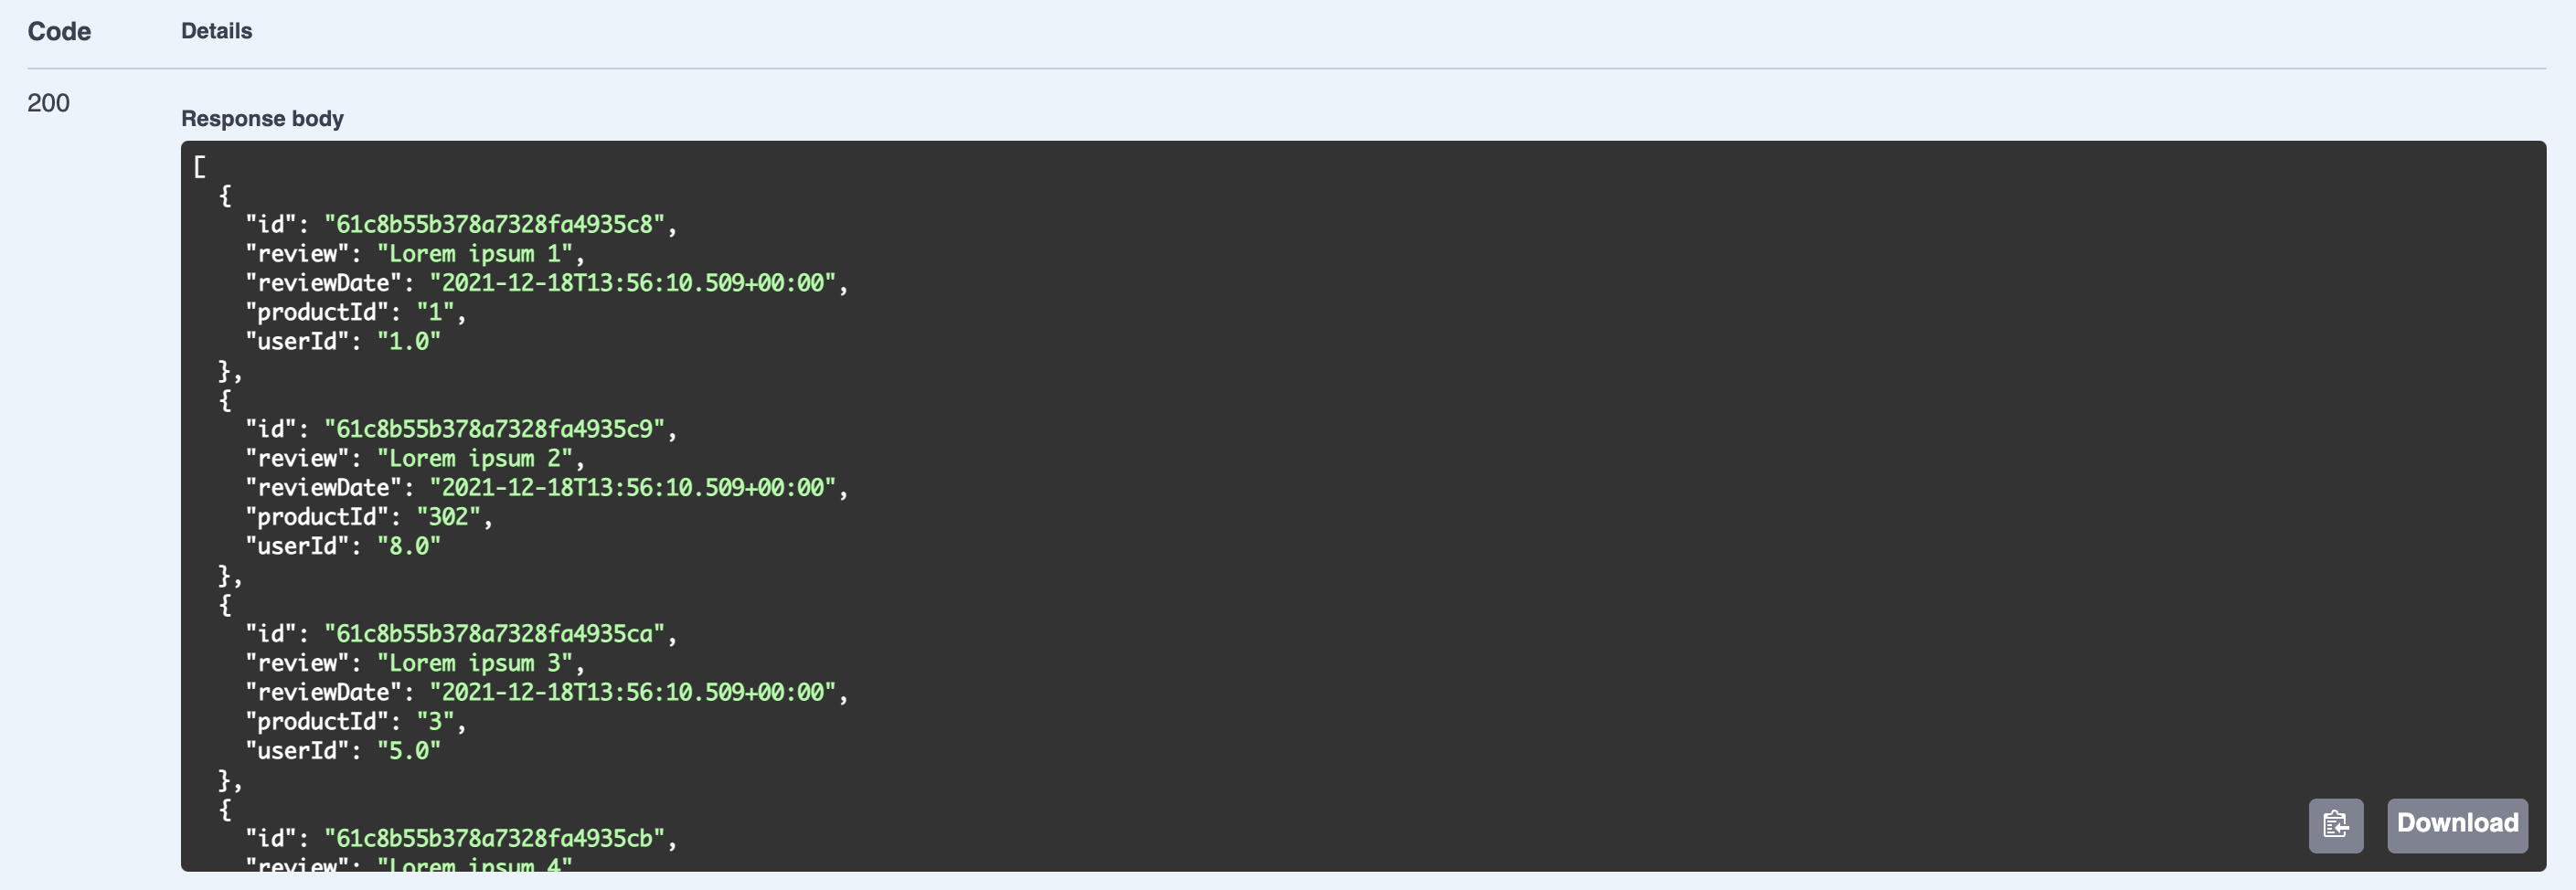 Code Details
200
Response body
[
  {
    "id": "61c8b55b378a7328fa4935c8",
    "review": "Lorem ipsum 1",
    "reviewDate": "2021-12-18T13:56:10.509+00:00",
    "productId": "1",
    "userId": "1.0"
  },
  {
    "id": "61c8b55b378a7328fa4935c9",
    "review": "Lorem ipsum 2",
    "reviewDate": "2021-12-18T13:56:10.509+00:00",
    "productId": "302",
    "userId": "8.0"
  },
  {
    "id": "61c8b55b378a7328fa4935ca",
    "review": "Lorem ipsum 3",
    "reviewDate": "2021-12-18T13:56:10.509+00:00",
    "productId": "3",
    "userId": "5.0"
  },
  {
    "id": "61c8b55b378a7328fa4935cb",
    "review": "Lorem ipsum 4"
Download